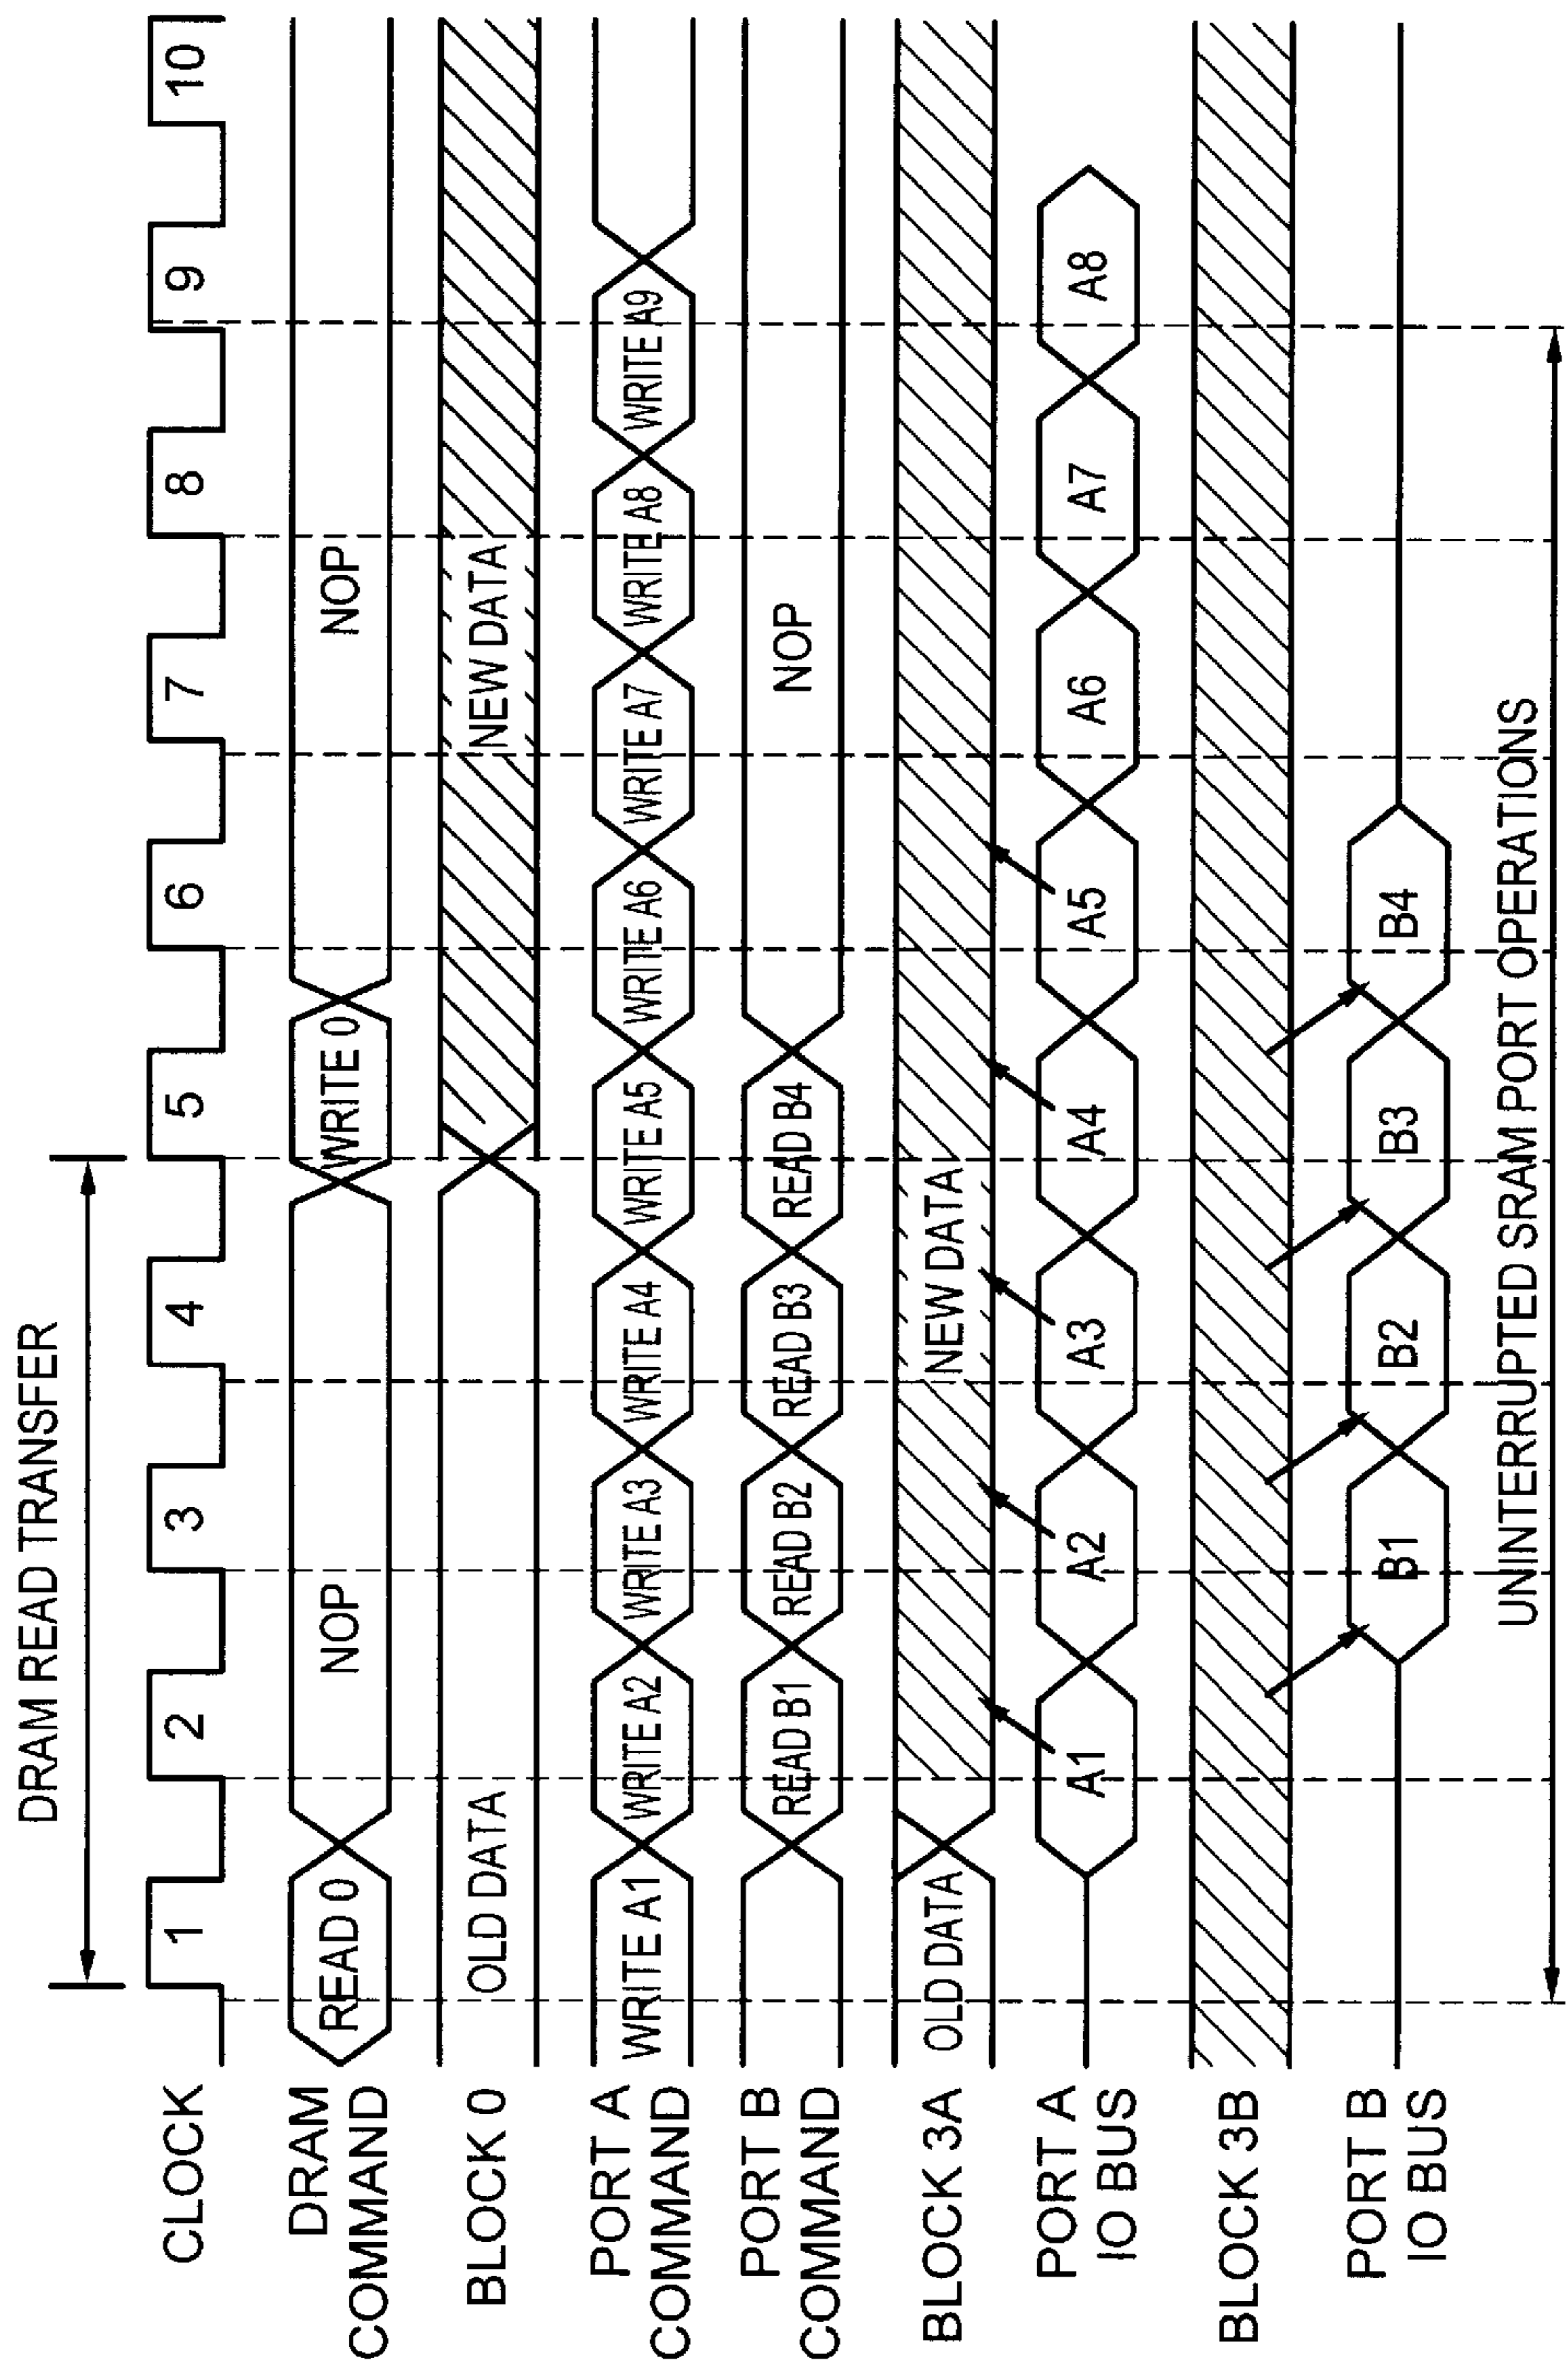 DRAM READ TRANSFER
CLOCK
1 2 3 4 5 6 7 8 9 10
DRAM
COMMAND
READ 0 NOP WRITE 0 NOP
BLOCK 0
OLD DATA NEW DATA
PORT A
COMMAND
WRITE A1 WRITE A2 WRITE A3 WRITE A4 WRITE A5 WRITE A6 WRITE A7 WRITE A8 WRITE A9
PORT B
COMMAND
READ B1 READ B2 READ B3 READ B4 NOP
BLOCK 3A
OLD DATA NEW DATA
PORT A
IO BUS
A1 A2 A3 A4 A5 A6 A7 A8
BLOCK 3B
PORT B
IO BUS
B1 B2 B3 B4
UNINTERRUPTED SRAM PORT OPERATIONS